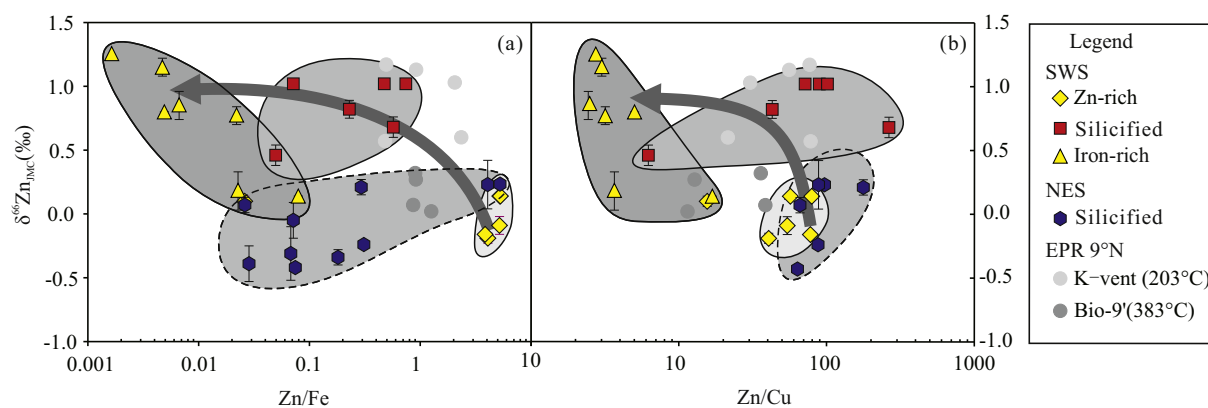 1.5
1.0
0.5
0.0
-0.5
-1.0
δ⁶⁶Zn_JMC(‰)
(a)
0.001
0.01
0.1
1
10
Zn/Fe
(b)
10
100
1000
Zn/Cu
1.5
1.0
0.5
0.0
-0.5
-1.0
Legend
SWS
Zn-rich
Silicified
Iron-rich
NES
Silicified
EPR 9°N
K−vent (203°C)
Bio-9'(383°C)